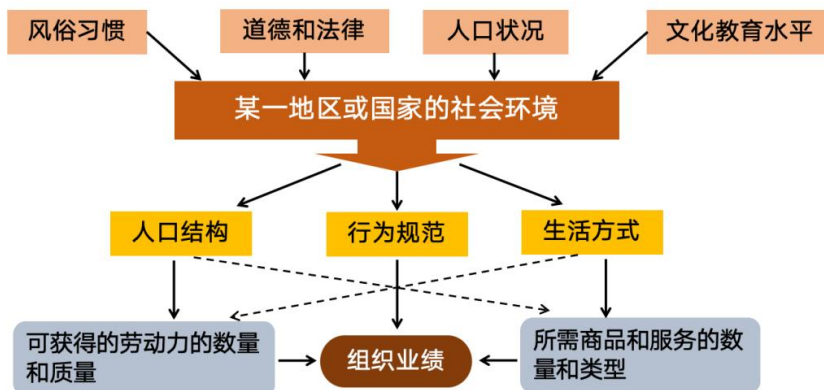 风俗习惯
道德和法律
人口状况
文化教育水平
某一地区或国家的社会环境
人口结构
行为规范
生活方式
可获得的劳动力的数量
和质量
组织业绩
所需商品和服务的数
量和类型